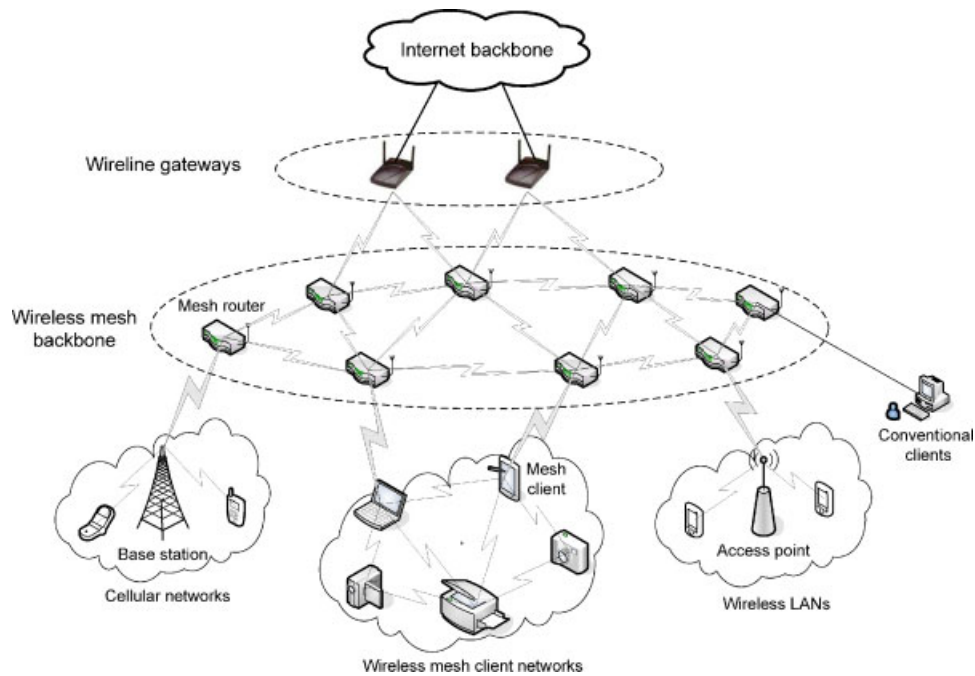 Internet backbone
Wireline gateways
Mesh router
Wireless mesh
backbone
Conventional
clients
Mesh
client
Base station
Access point
Cellular networks
Wireless LANs
Wireless mesh client networks